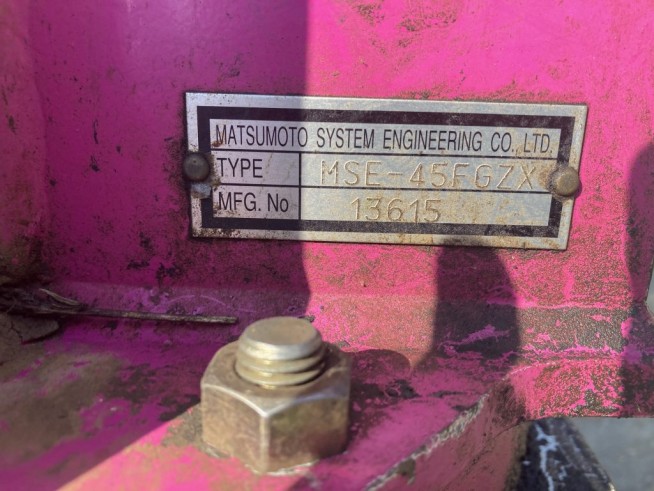 MATSUMOTO SYSTEM ENGINEERING CO., LTD.
TYPE MSE-45FGZX
MFG. No 13615